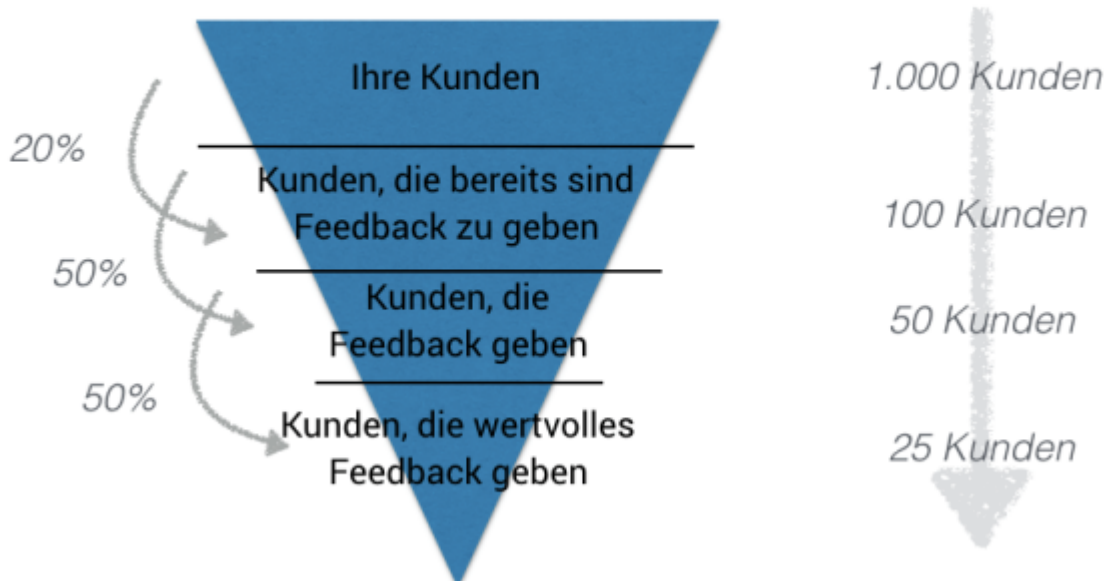 Ihre Kunden
1.000 Kunden
20%
Kunden, die bereits sind
Feedback zu geben
100 Kunden
50%
Kunden, die
Feedback geben
50 Kunden
50%
Kunden, die wertvolles
Feedback geben
25 Kunden